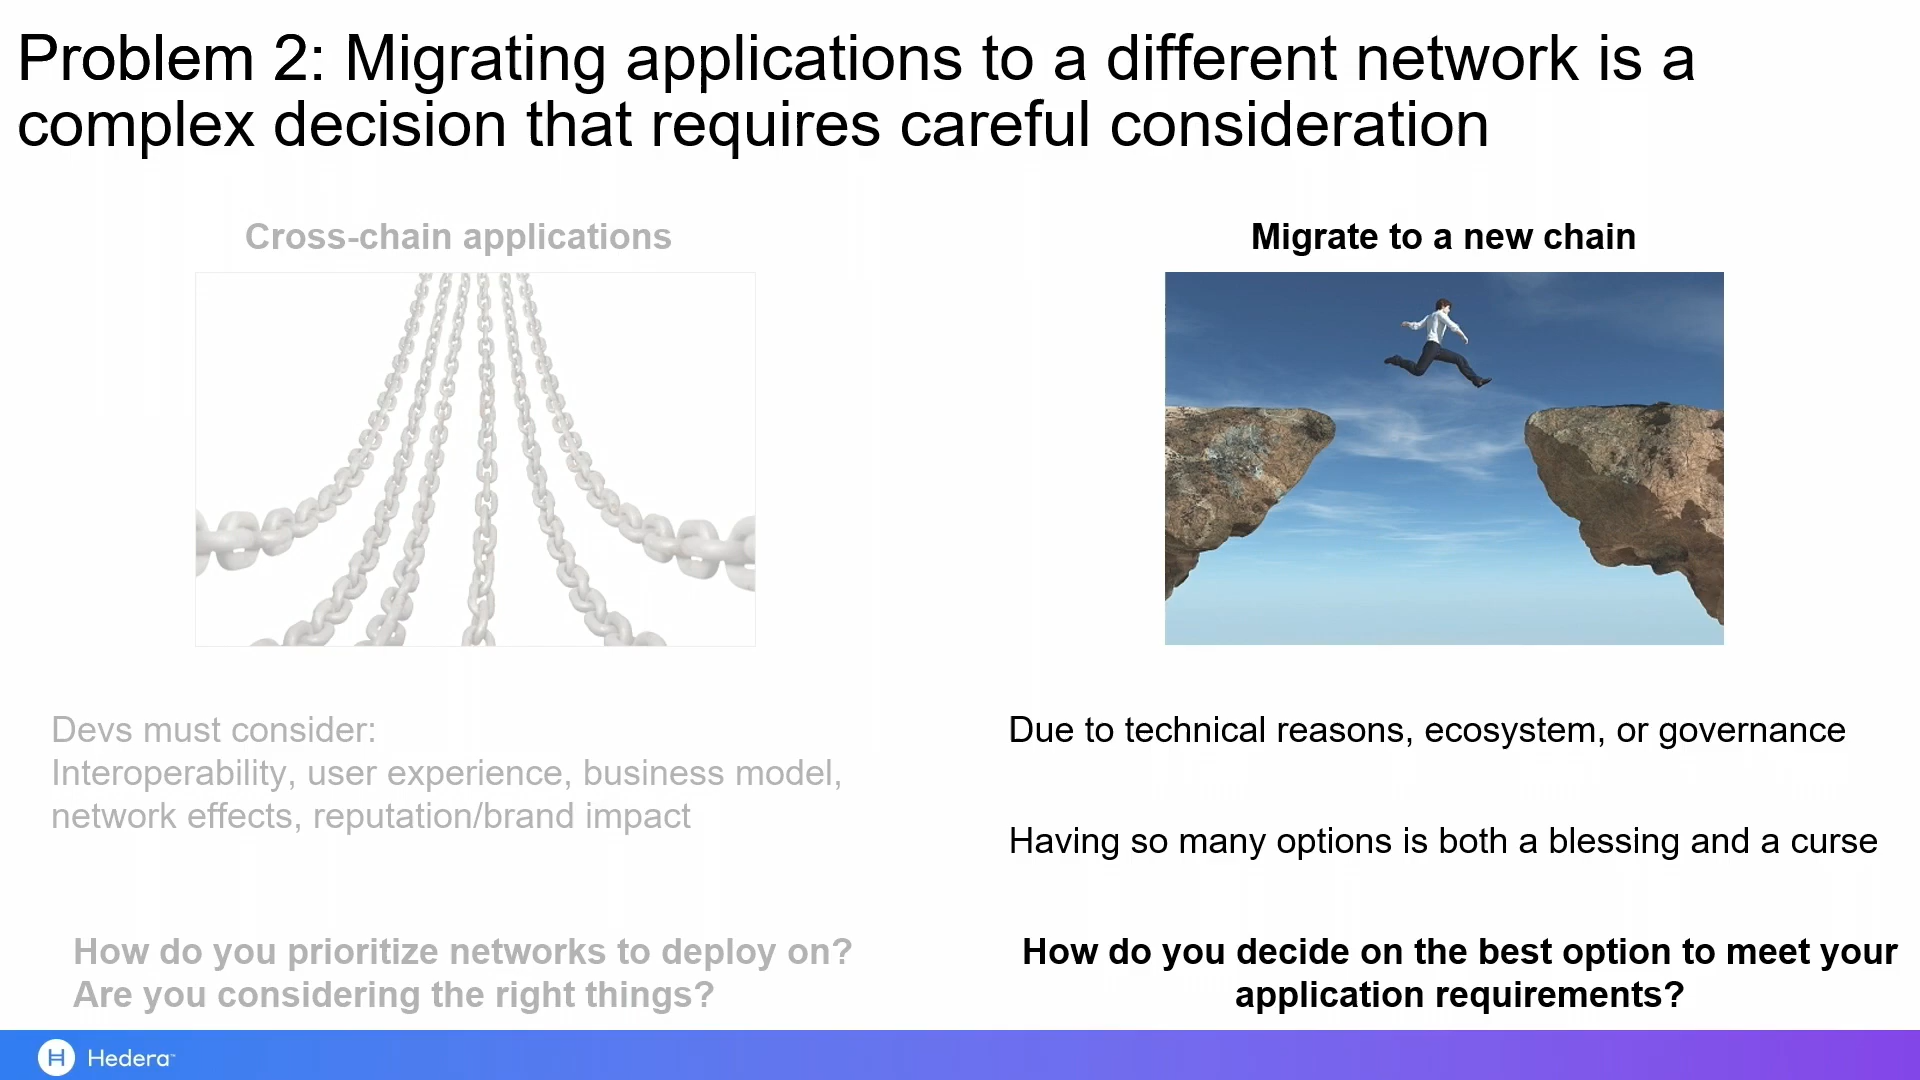 Problem 2: Migrating applications to a different network is a
complex decision that requires careful consideration
Cross-chain applications
Devs must consider:
Interoperability, user experience, business model,
network effects, reputation/brand impact
How do you prioritize networks to deploy on?
Are you considering the right things?
Migrate to a new chain
Due to technical reasons, ecosystem, or governance
Having so many options is both a blessing and a curse
How do you decide on the best option to meet your
application requirements?
Hedera™